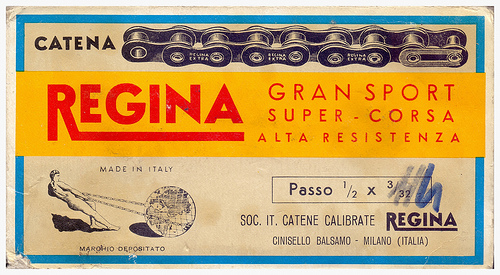 CATENA
REGINA EXTRA
REGINA EXTRA
REGINA EXTRA
REGINA
GRAN SPORT
SUPER - CORSA
ALTA RESISTENZA
MADE IN ITALY
Passo 1/2 x 3/32
SOC. IT. CATENE CALIBRATE REGINA
CINISELLO BALSAMO - MILANO (ITALIA)
MARCHIO DEPOSITATO